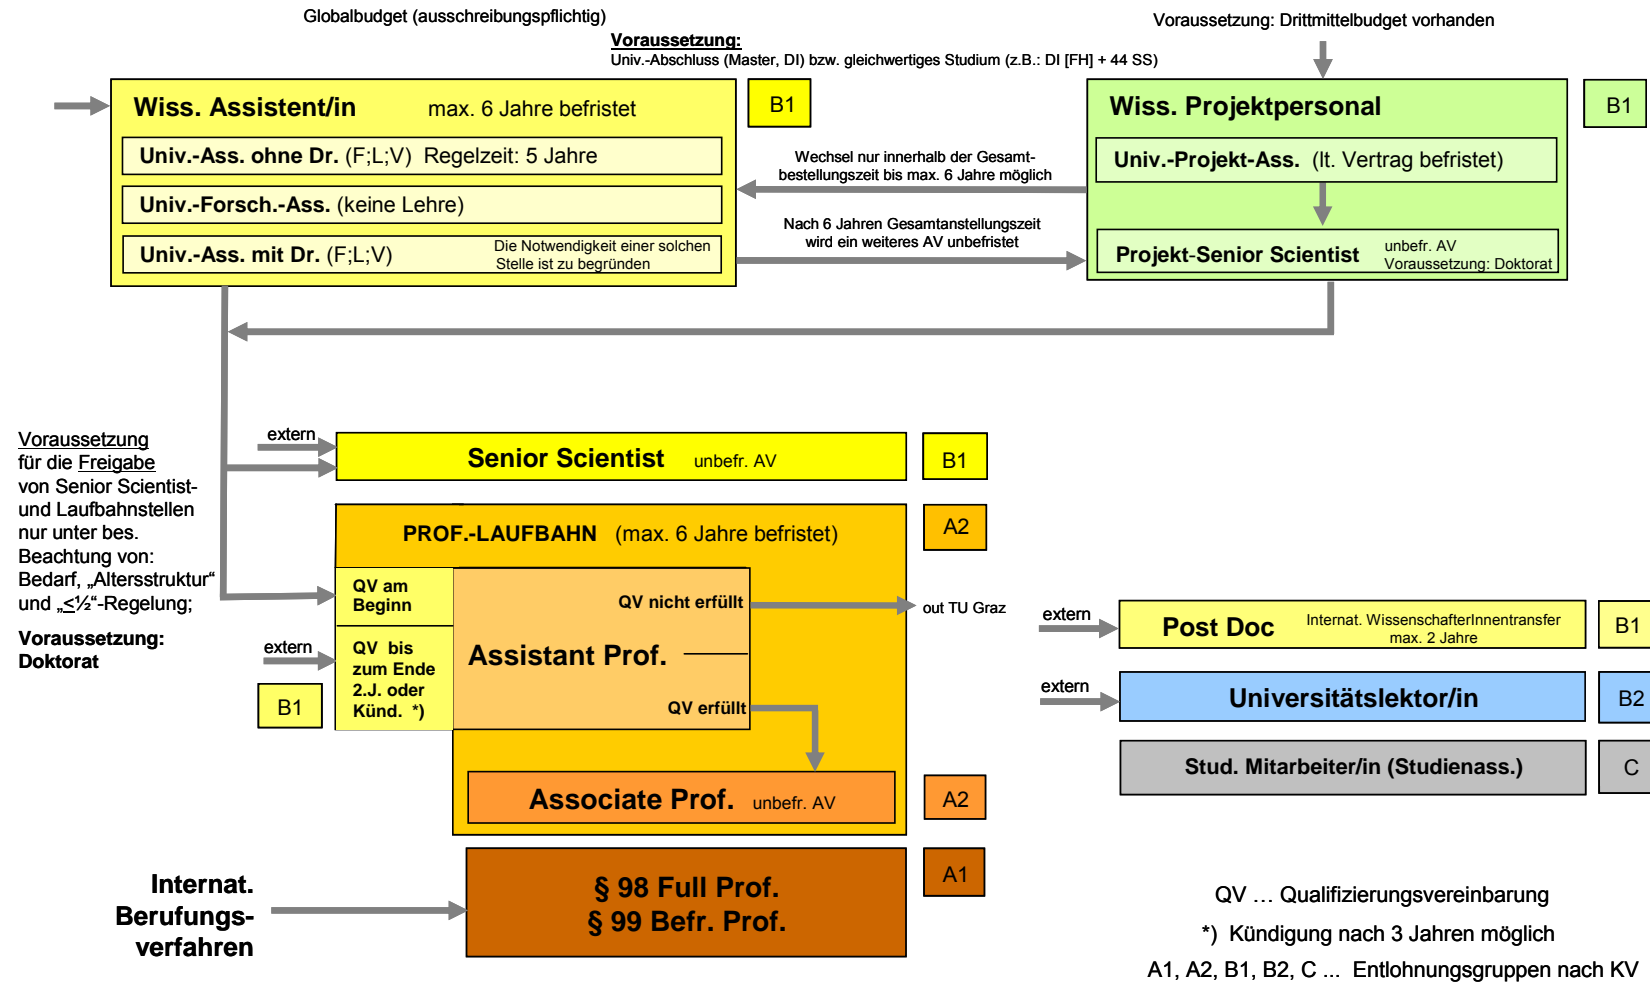 Globalbudget (ausschreibungspflichtig)
Voraussetzung: Drittmittelbudget vorhanden
Voraussetzung:
Univ.-Abschluss (Master, DI) bzw. gleichwertiges Studium (z.B.: DI [FH] + 44 SS)
Wiss. Assistent/in max. 6 Jahre befristet
B1
Univ.-Ass. ohne Dr. (F;L;V) Regelzeit: 5 Jahre
Univ.-Forsch.-Ass. (keine Lehre)
Univ.-Ass. mit Dr. (F;L;V)
Die Notwendigkeit einer solchen
Stelle ist zu begründen
Wechsel nur innerhalb der Gesamt-
bestellungszeit bis max. 6 Jahre möglich
Nach 6 Jahren Gesamtanstellungszeit
wird ein weiteres AV unbefristet
Wiss. Projektpersonal
B1
Univ.-Projekt-Ass. (lt. Vertrag befristet)
Projekt-Senior Scientist
unbefr. AV
Voraussetzung: Doktorat
Voraussetzung
für die Freigabe
von Senior Scientist-
und Laufbahnstellen
nur unter bes.
Beachtung von:
Bedarf, „Altersstruktur“
und „≤½“-Regelung;
Voraussetzung:
Doktorat
extern
Senior Scientist unbefr. AV
B1
PROF.-LAUFBAHN (max. 6 Jahre befristet)
A2
QV am
Beginn
QV nicht erfüllt
out TU Graz
extern
QV bis
zum Ende
2.J. oder
Künd. *)
B1
Assistant Prof.
QV erfüllt
Associate Prof. unbefr. AV
A2
Internat.
Berufungs-
verfahren
§ 98 Full Prof.
§ 99 Befr. Prof.
A1
extern
Post Doc
Internat. WissenschafterInnentransfer
max. 2 Jahre
B1
extern
Universitätslektor/in
B2
Stud. Mitarbeiter/in (Studienass.)
C
QV ... Qualifizierungsvereinbarung
*) Kündigung nach 3 Jahren möglich
A1, A2, B1, B2, C ... Entlohnungsgruppen nach KV